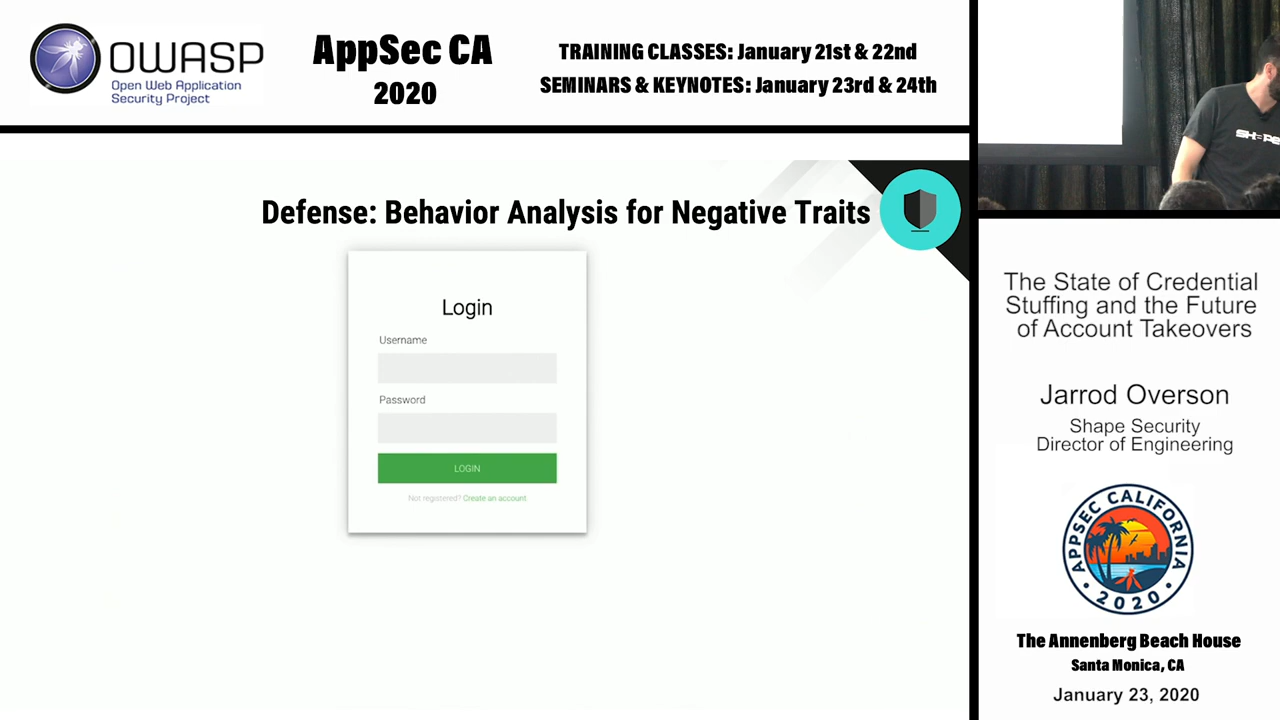 OWASP
Open Web Application
Security Project
AppSec CA
2020
TRAINING CLASSES: January 21st & 22nd
SEMINARS & KEYNOTES: January 23rd & 24th
Defense: Behavior Analysis for Negative Traits
Login
Username
Password
LOGIN
Not registered? Create an account
SHAPE
The State of Credential
Stuffing and the Future
of Account Takeovers
Jarrod Overson
Shape Security
Director of Engineering
APPSEC CALIFORNIA
• 2020 •
The Annenberg Beach House
Santa Monica, CA
January 23, 2020